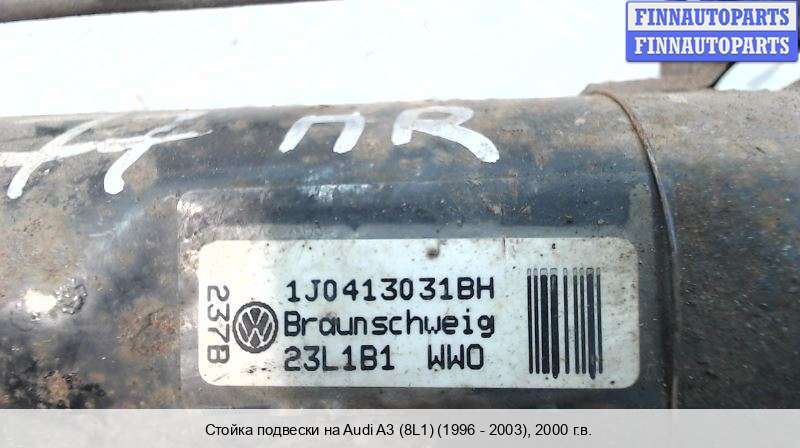 FINNAUTOPARTS
FINNAUTOPARTS
ПR
237B
1J0413031BH
Braunschweig
23L1B1 WWO
Стойка подвески на Audi A3 (8L1) (1996 - 2003), 2000 г.в.